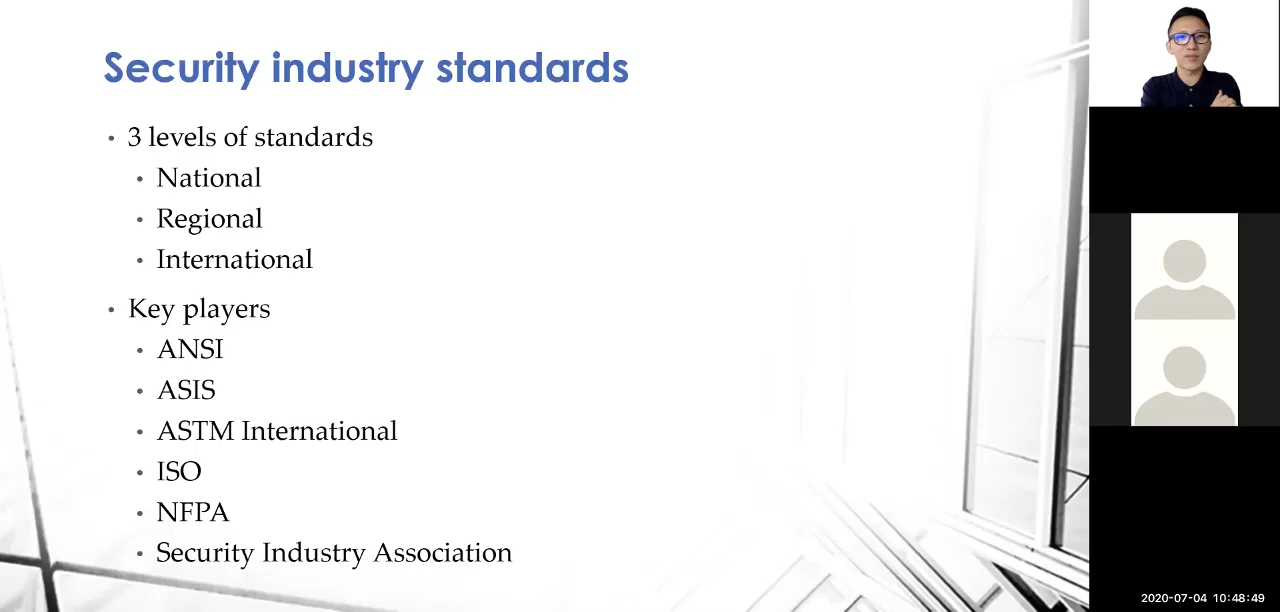 Security industry standards
• 3 levels of standards
• National
• Regional
• International
• Key players
• ANSI
• ASIS
• ASTM International
• ISO
• NFPA
• Security Industry Association
2020-07-04 10:48:49